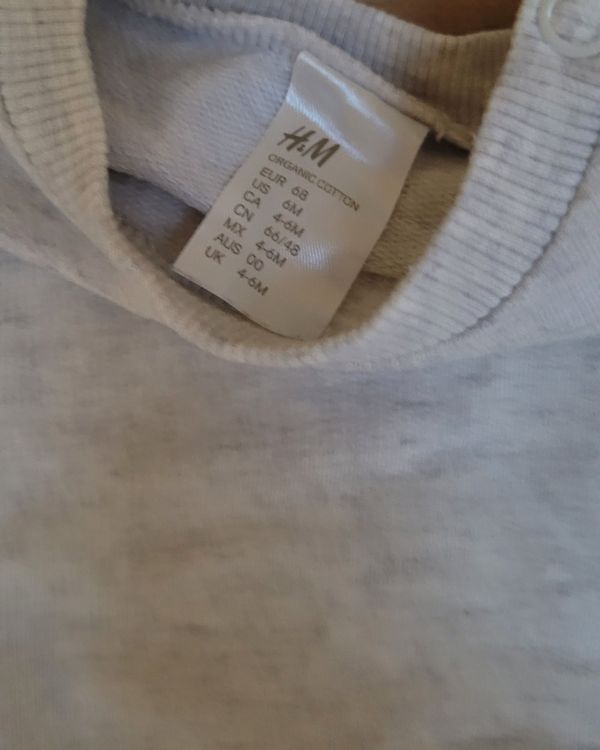 H&M
ORGANIC COTTON
EUR 68
US 6M
CA 4-6M
CN 66/48
MX 4-6M
AUS 00
UK 4-6M